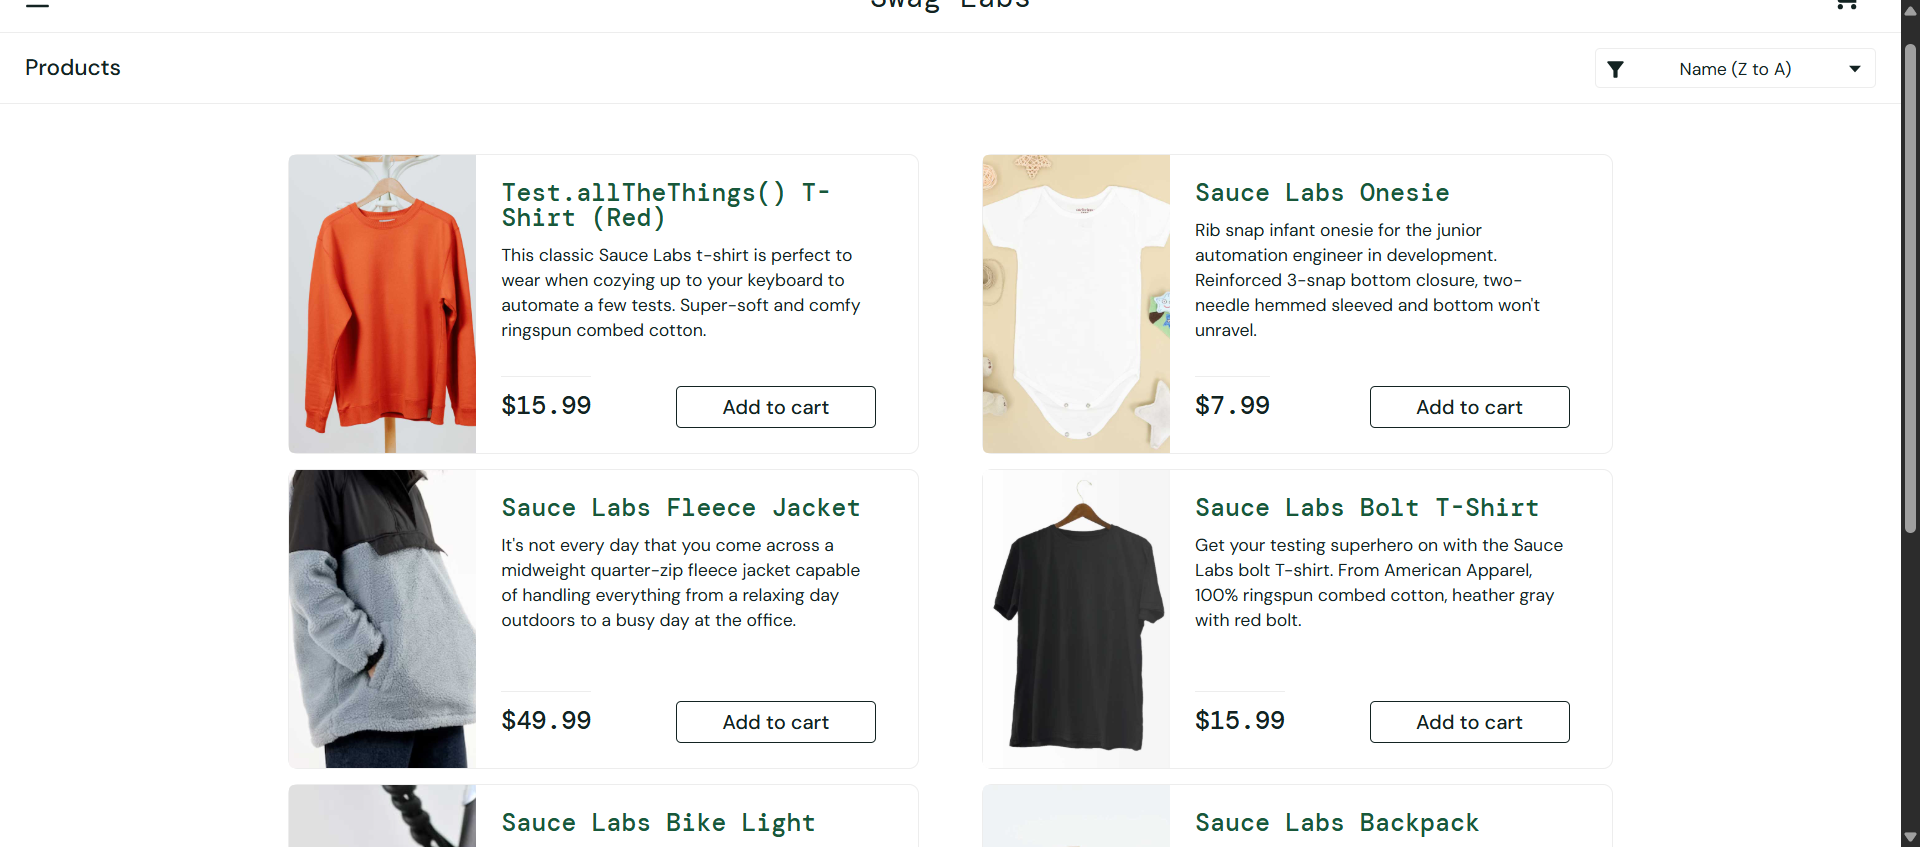 Swag Labs
Products
Name (Z to A)
Test.allTheThings() T-
Shirt (Red)
This classic Sauce Labs t-shirt is perfect to
wear when cozying up to your keyboard to
automate a few tests. Super-soft and comfy
ringspun combed cotton.
$15.99
Add to cart
Sauce Labs Onesie
Rib snap infant onesie for the junior
automation engineer in development.
Reinforced 3-snap bottom closure, two-
needle hemmed sleeved and bottom won't
unravel.
$7.99
Add to cart
Sauce Labs Fleece Jacket
It's not every day that you come across a
midweight quarter-zip fleece jacket capable
of handling everything from a relaxing day
outdoors to a busy day at the office.
$49.99
Add to cart
Sauce Labs Bolt T-Shirt
Get your testing superhero on with the Sauce
Labs bolt T-shirt. From American Apparel,
100% ringspun combed cotton, heather gray
with red bolt.
$15.99
Add to cart
Sauce Labs Bike Light
Sauce Labs Backpack